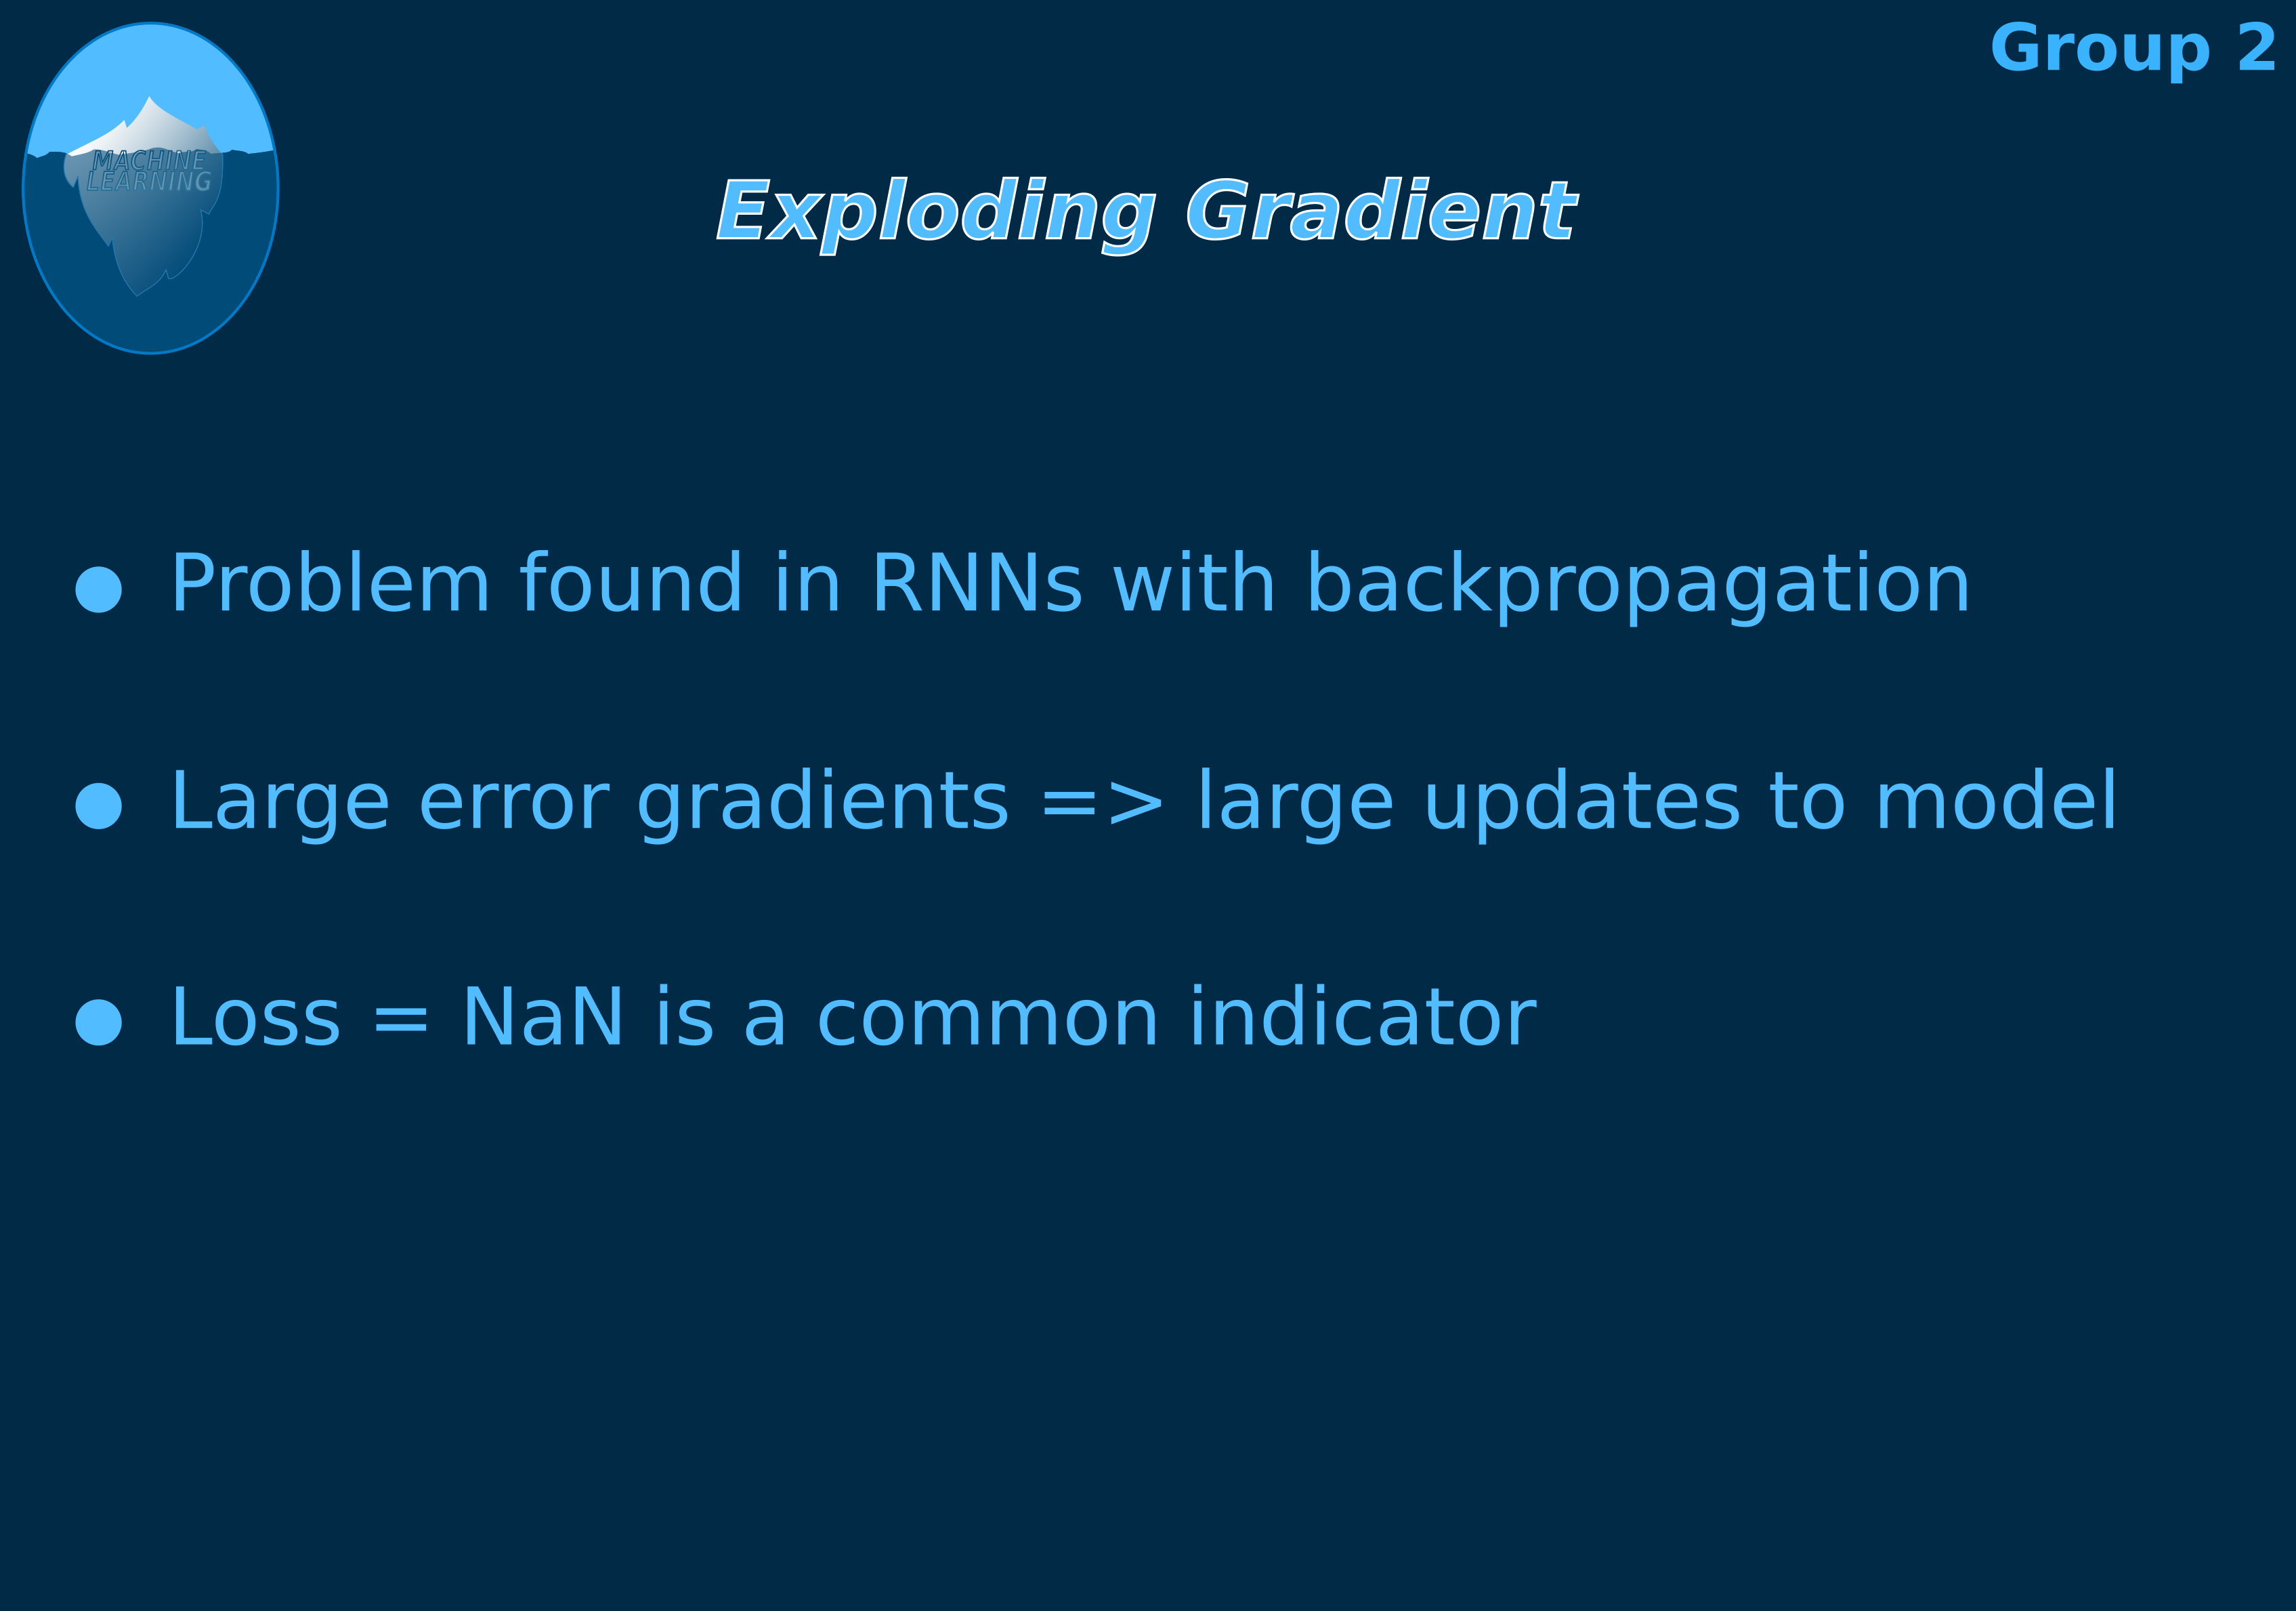 Group 2
MACHINE
LEARNING
Exploding Gradient
● Problem found in RNNs with backpropagation
● Large error gradients => large updates to model
● Loss = NaN is a common indicator